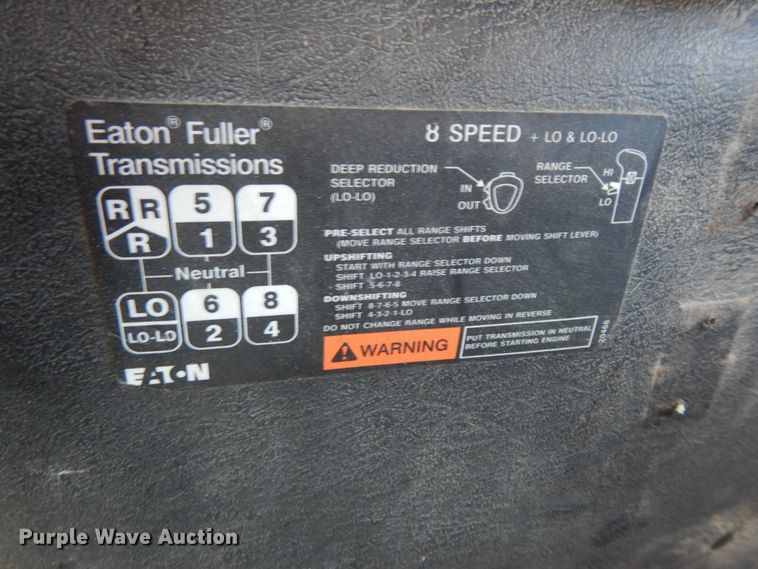 Eaton® Fuller®
Transmissions
8 SPEED + LO & LO-LO
DEEP REDUCTION
SELECTOR
(LO-LO)
IN
OUT
RANGE
SELECTOR
HI
LO
R R 5 7
R 1 3
Neutral
LO 6 8
LO-LO 2 4
EATON
PRE-SELECT ALL RANGE SHIFTS
(MOVE RANGE SELECTOR BEFORE MOVING SHIFT LEVER)
UPSHIFTING
START WITH RANGE SELECTOR DOWN
SHIFT LO-1-2-3-4 RAISE RANGE SELECTOR
SHIFT 5-6-7-8
DOWNSHIFTING
SHIFT 8-7-6-5 MOVE RANGE SELECTOR DOWN
SHIFT 4-3-2-1-LO
DO NOT CHANGE RANGE WHILE MOVING IN REVERSE
WARNING
PUT TRANSMISSION IN NEUTRAL
BEFORE STARTING ENGINE
20466
Purple Wave Auction